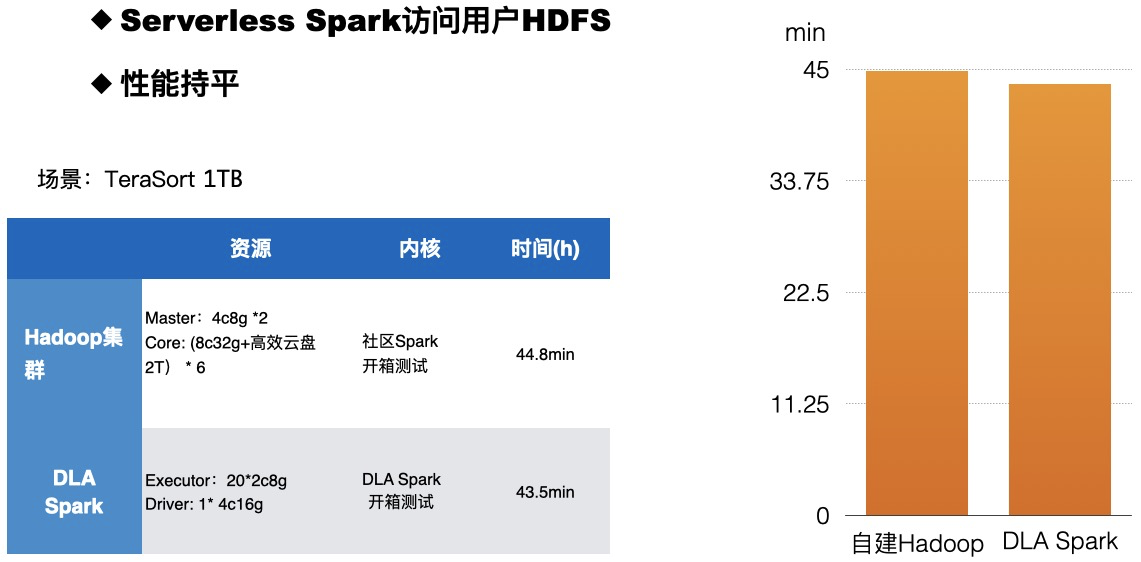 ◆ Serverless Spark访问用户HDFS
◆ 性能持平
场景：TeraSort 1TB
资源 内核 时间(h)
Hadoop集
群
Master：4c8g *2
Core: (8c32g+高效云盘
2T） * 6
社区Spark
开箱测试
44.8min
DLA
Spark
Executor：20*2c8g
Driver: 1* 4c16g
DLA Spark
开箱测试
43.5min
min
45
33.75
22.5
11.25
0
自建Hadoop DLA Spark